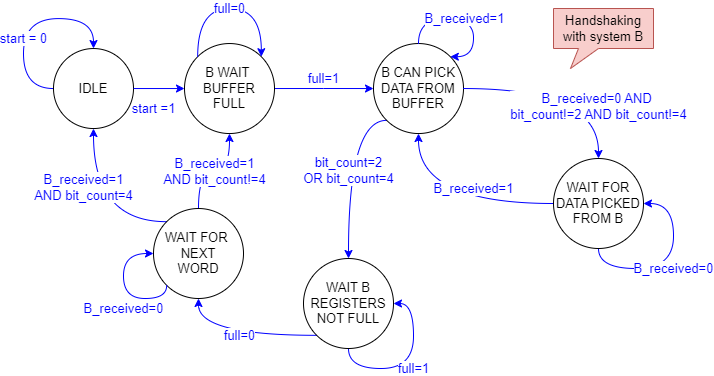 full=0
B_received=1
Handshaking
with system B
start = 0
IDLE
start =1
B WAIT
BUFFER
FULL
full=1
B CAN PICK
DATA FROM
BUFFER
B_received=0 AND
bit_count!=2 AND bit_count!=4
B_received=1
AND bit_count=4
B_received=1
AND bit_count!=4
bit_count=2
OR bit_count=4
B_received=1
WAIT FOR
DATA PICKED
FROM B
B_received=0
WAIT FOR
NEXT
WORD
B_received=0
WAIT B
REGISTERS
NOT FULL
full=0
full=1